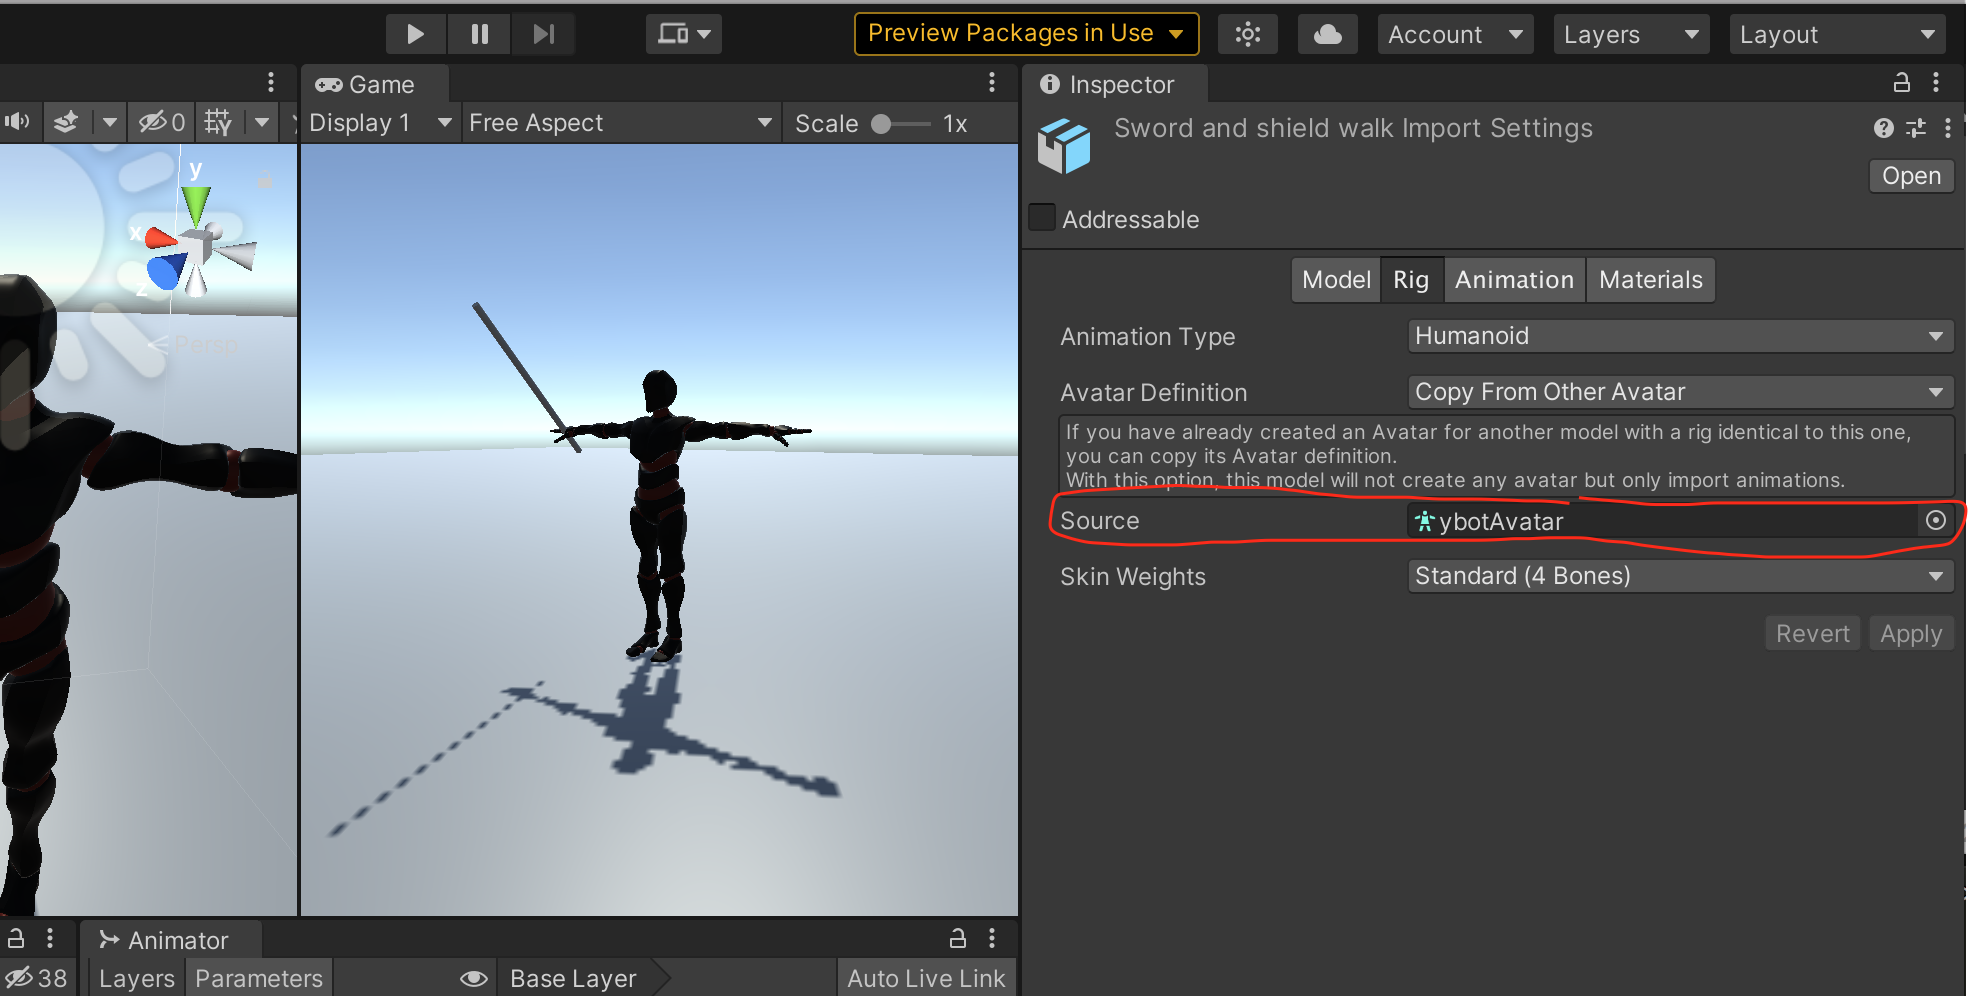 Preview Packages in Use
Account
Layers
Layout
Game
Inspector
0
Display 1
Free Aspect
Scale
1x
Sword and shield walk Import Settings
Open
Addressable
y
x
z
Persp
Model
Rig
Animation
Materials
Animation Type
Humanoid
Avatar Definition
Copy From Other Avatar
If you have already created an Avatar for another model with a rig identical to this one,
you can copy its Avatar definition.
With this option, this model will not create any avatar but only import animations.
Source
ybotAvatar
Skin Weights
Standard (4 Bones)
Revert
Apply
Animator
38
Layers
Parameters
Base Layer
Auto Live Link